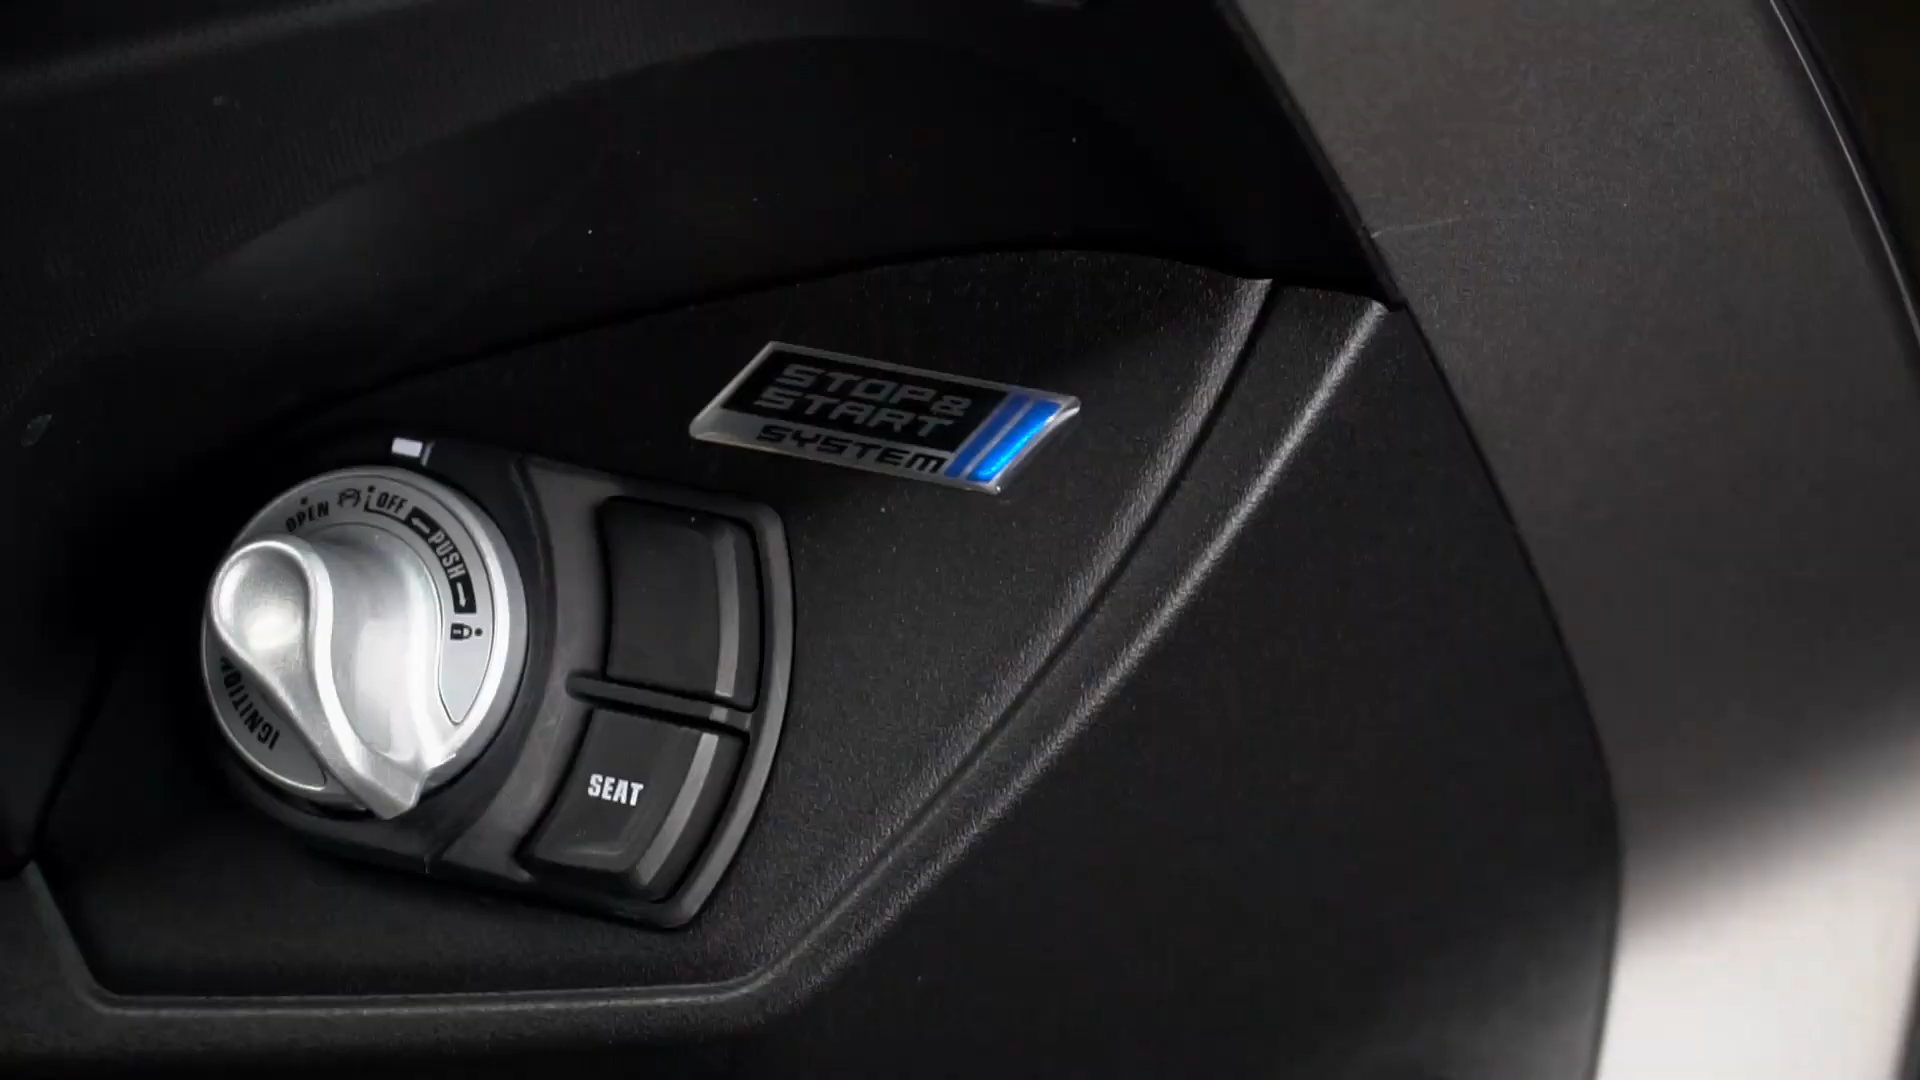 STOP&
START
SYSTEM
OPEN
OFF
PUSH
IGNITION
SEAT